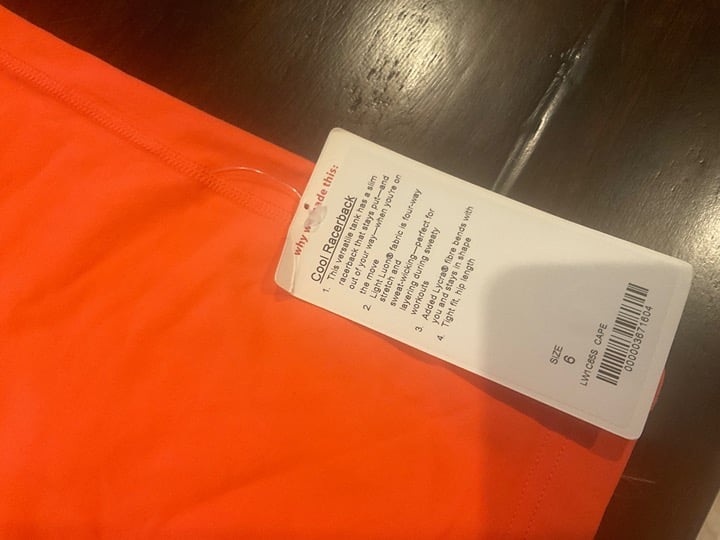 why we made this:
Cool Racerback
1. This versatile tank has a slim
racerback that stays put—and
out of your way—when you're on
the move
2. Light Luon® fabric is four-way
stretch and
sweat-wicking—perfect for
layering during sweaty
workouts
3. Added Lycra® fibre bends with
you and stays in shape
4. Tight fit, hip length
SIZE
6
LW1C65S CAPE
000003671604